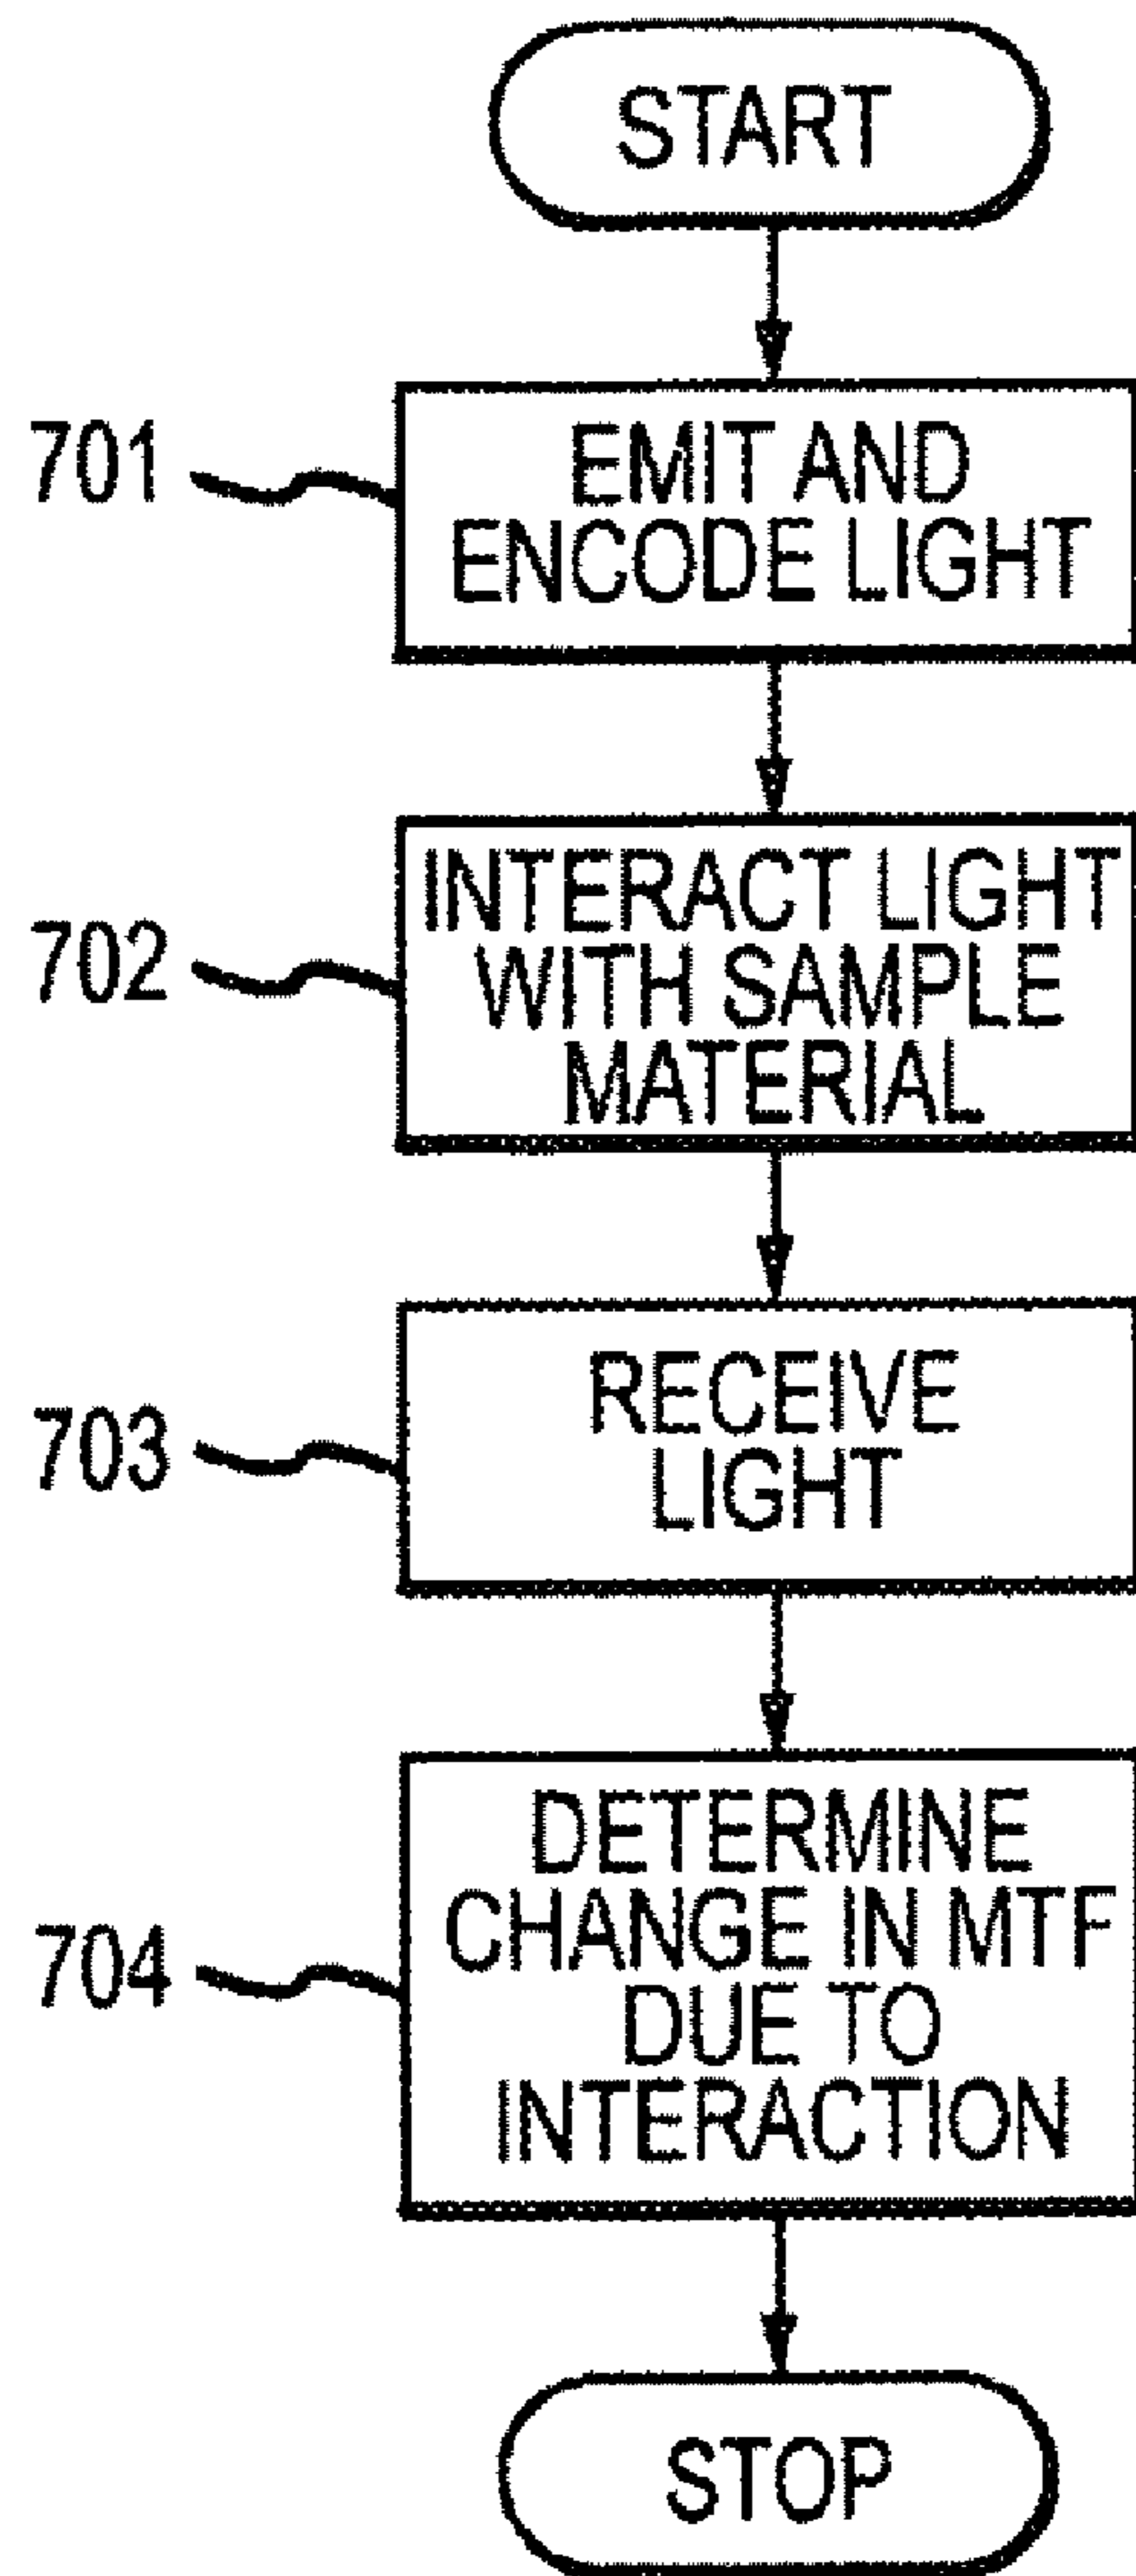 START
701
EMIT AND
ENCODE LIGHT
702
INTERACT LIGHT
WITH SAMPLE
MATERIAL
703
RECEIVE
LIGHT
704
DETERMINE
CHANGE IN MTF
DUE TO
INTERACTION
STOP